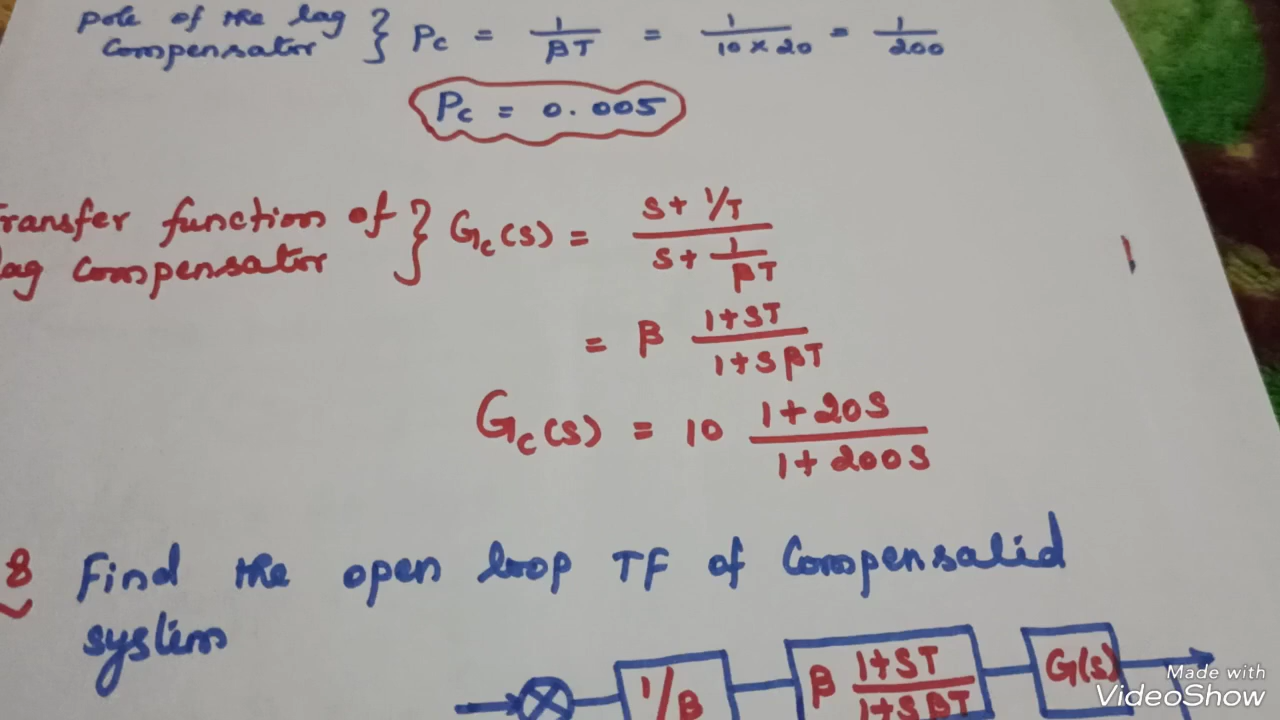 pole of the lag
compensator } Pc = 1/βT = 1/10×20 = 1/200
Pc = 0.005
Transfer function of
lag compensator } Gc(s) = (s + 1/T)/(s + 1/βT)
= β (1+ST)/(1+SβT)
Gc(s) = 10 (1+20S)/(1+200S)
8 Find the open loop TF of Compensatid
system
1/β β (1+ST)/(1+SβT) G(s)
Made with
VideoShow